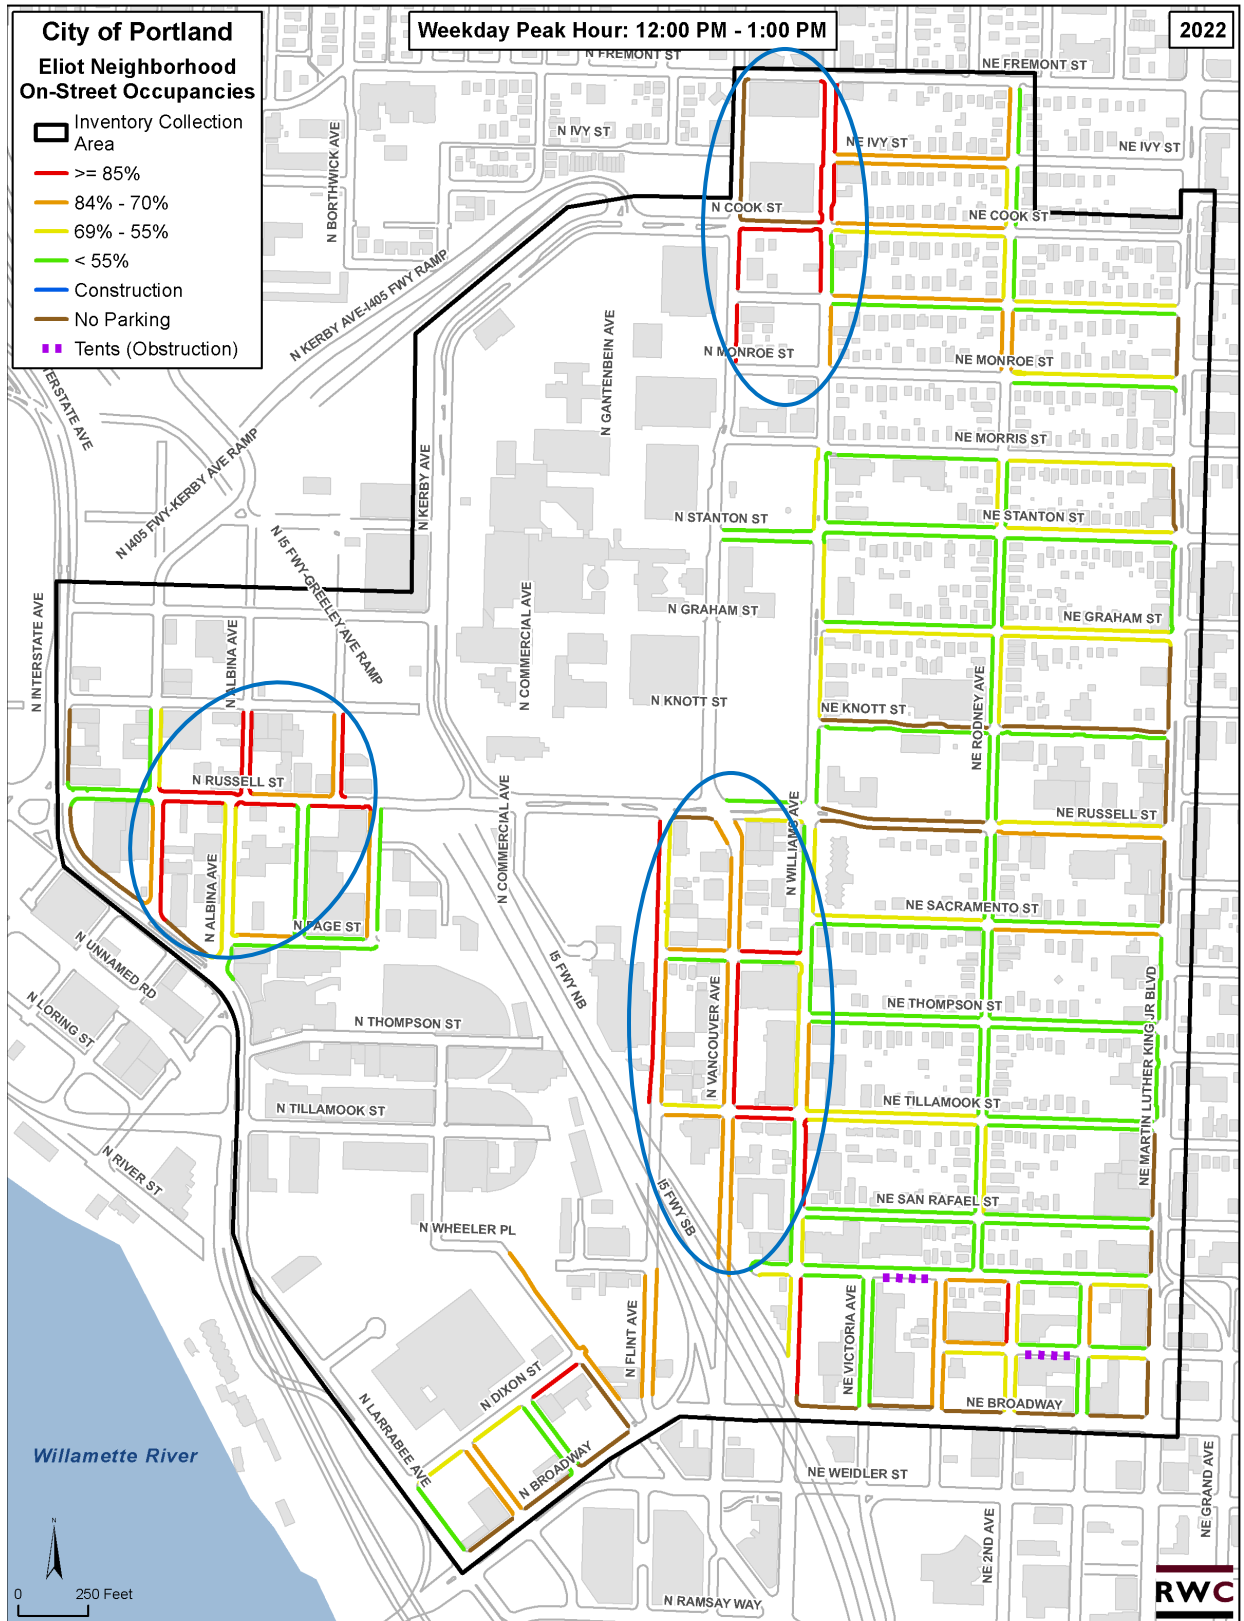 City of Portland
Eliot Neighborhood
On-Street Occupancies
Inventory Collection
Area
>= 85%
84% - 70%
69% - 55%
< 55%
Construction
No Parking
Tents (Obstruction)
Weekday Peak Hour: 12:00 PM - 1:00 PM
2022
N FREMONT ST
NE FREMONT ST
N IVY ST
NE IVY ST
NE IVY ST
N BORTHWICK AVE
N COOK ST
NE COOK ST
N KERBY AVE-I405 FWY RAMP
N GANTENBEIN AVE
N MONROE ST
NE MONROE ST
TERSTATE AVE
NE MORRIS ST
N I405 FWY-KERBY AVE RAMP
N KERBY AVE
N STANTON ST
NE STANTON ST
N I5 FWY-GREELEY AVE RAMP
N GRAHAM ST
NE GRAHAM ST
N INTERSTATE AVE
N ALBINA AVE
N COMMERCIAL AVE
N KNOTT ST
NE KNOTT ST
NE RODNEY AVE
N RUSSELL ST
NE RUSSELL ST
N COMMERCIAL AVE
N WILLIAMS AVE
N ALBINA AVE
N PAGE ST
NE SACRAMENTO ST
N UNNAMED RD
I5 FWY NB
N LORING ST
N THOMPSON ST
N VANCOUVER AVE
NE THOMPSON ST
NE MARTIN LUTHER KING JR BLVD
N TILLAMOOK ST
NE TILLAMOOK ST
N RIVER ST
I5 FWY SB
NE SAN RAFAEL ST
N WHEELER PL
N FLINT AVE
NE VICTORIA AVE
N DIXON ST
N LARRABEE AVE
NE BROADWAY
N BROADWAY
Willamette River
NE WEIDLER ST
NE GRAND AVE
NE 2ND AVE
N
0 250 Feet
N RAMSAY WAY
RWC